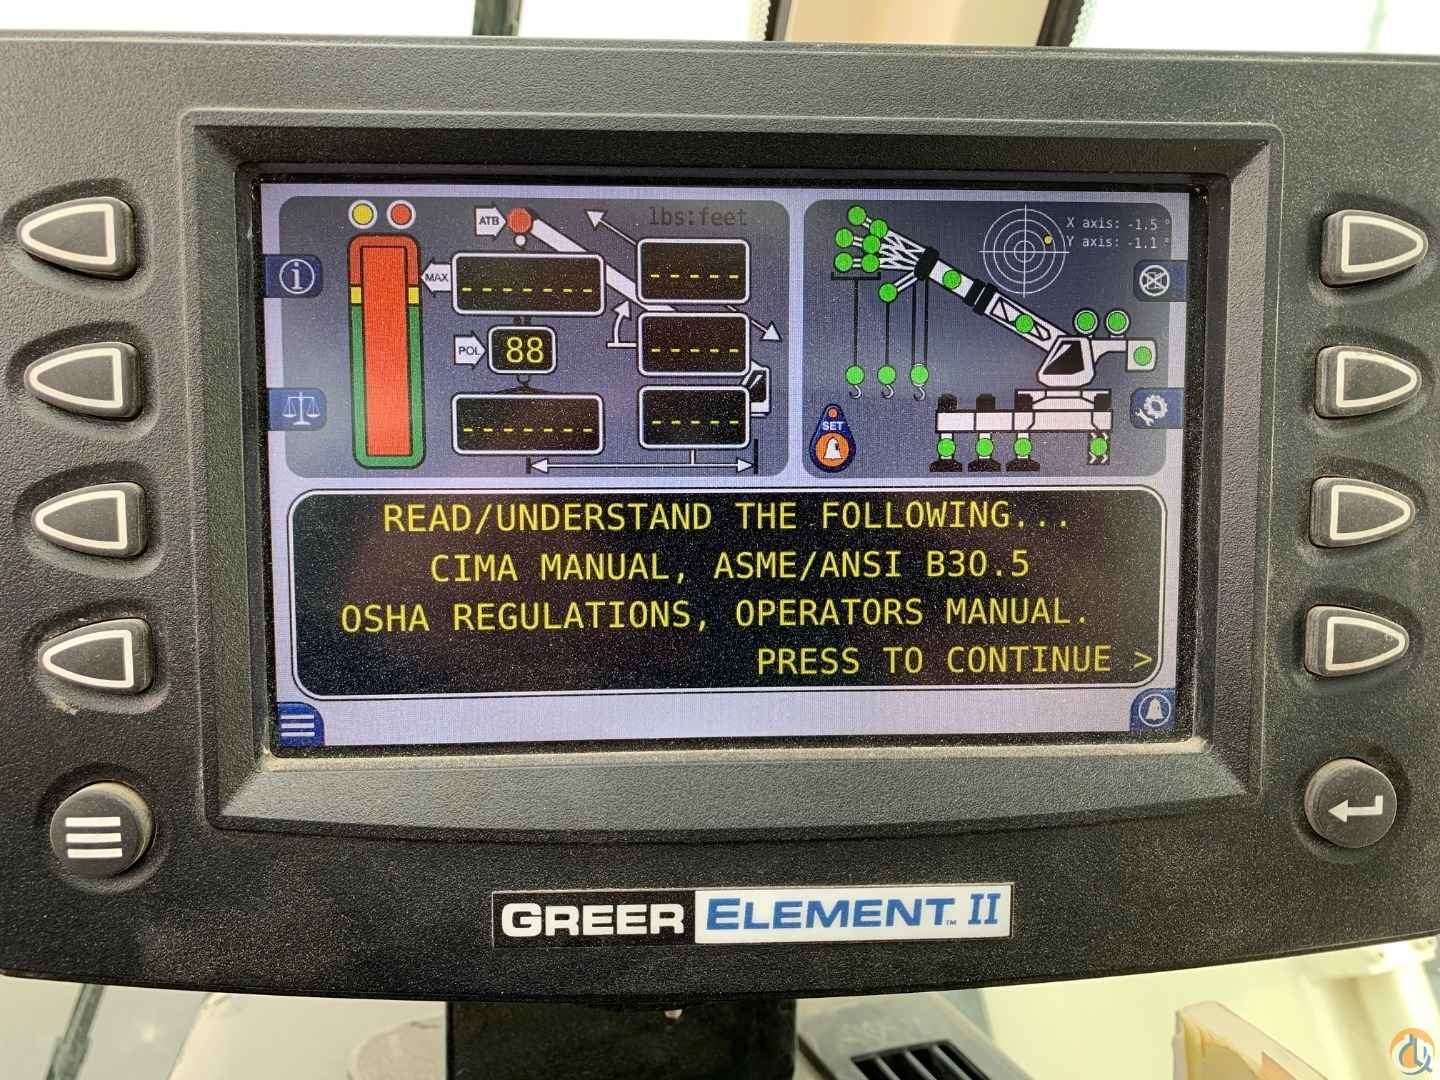 lbs:feet
ATB
MAX
- - - - - - -
- - - - -
POL
88
- - - - -
- - - - - - -
- - - - -
X axis: -1.5 °
Y axis: -1.1 °
i
SET
READ/UNDERSTAND THE FOLLOWING...
CIMA MANUAL, ASME/ANSI B30.5
OSHA REGULATIONS, OPERATORS MANUAL.
PRESS TO CONTINUE >
GREER ELEMENT™ II